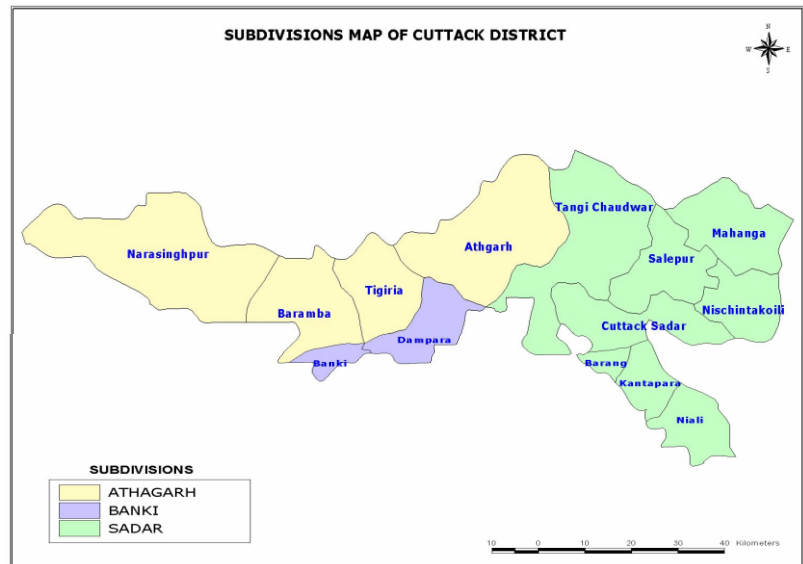 SUBDIVISIONS MAP OF CUTTACK DISTRICT
N
W E
S
Tangi Chaudwar
Mahanga
Narasinghpur
Athgarh
Salepur
Tigiria
Nischintakoili
Baramba
Cuttack Sadar
Dampara
Banki
Barang
Kantapara
Niali
SUBDIVISIONS
ATHAGARH
BANKI
SADAR
10 0 10 20 30 40 Kilometers